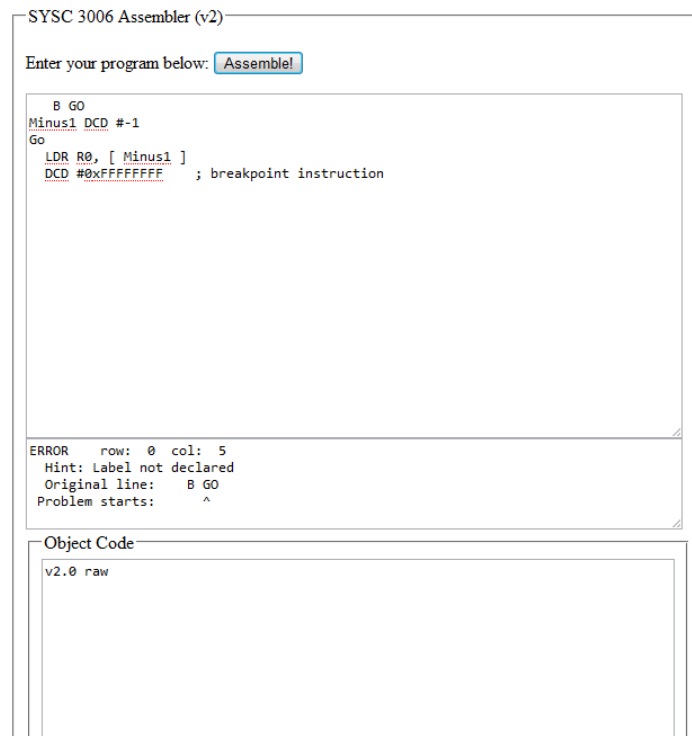 SYSC 3006 Assembler (v2)
Enter your program below: Assemble!
B GO
Minus1 DCD #-1
Go
LDR R0, [ Minus1 ]
DCD #0xFFFFFFFF ; breakpoint instruction
ERROR row: 0 col: 5
Hint: Label not declared
Original line: B GO
Problem starts: ^
Object Code
v2.0 raw